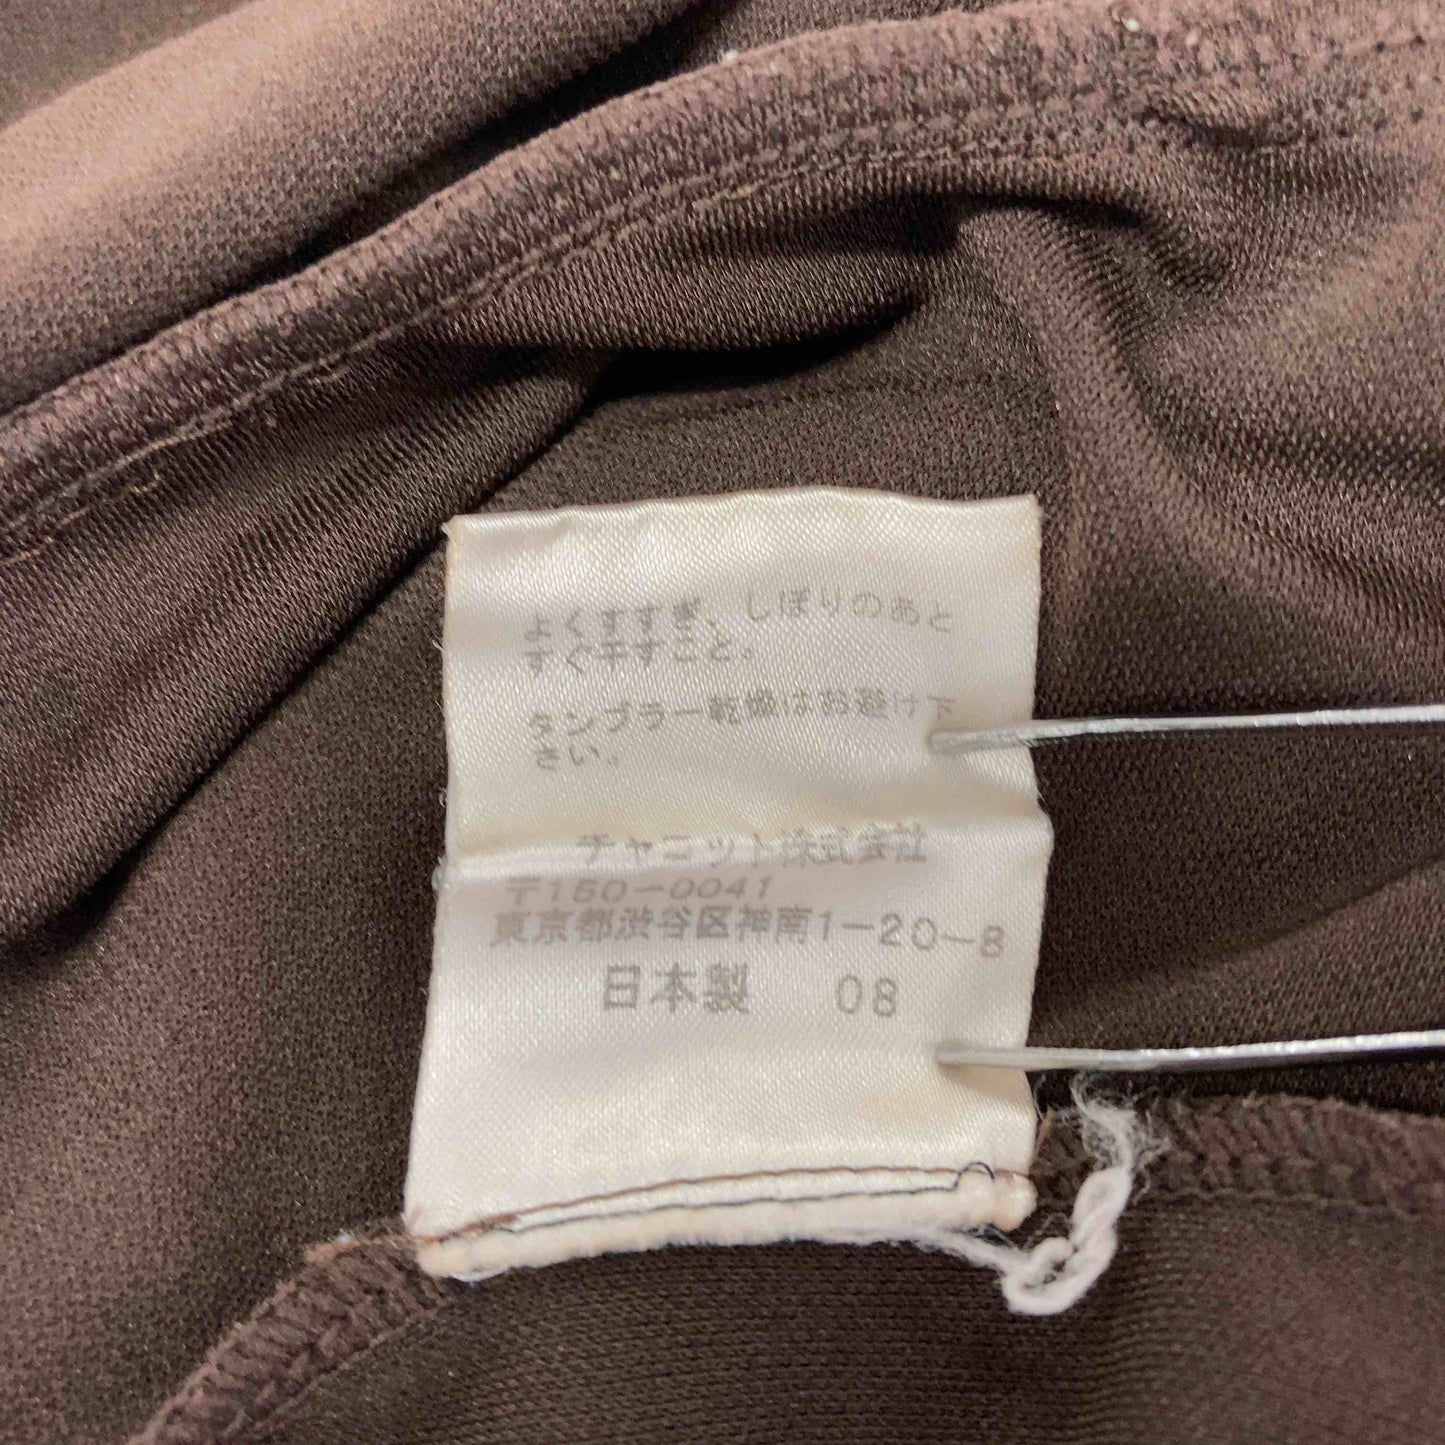 よくすすぎ、しぼりのあと
すぐ干すこと。
タンブラー乾燥はお避け下
さい。
チャニット株式会社
〒150-0041
東京都渋谷区神南1-20-8
日本製 08